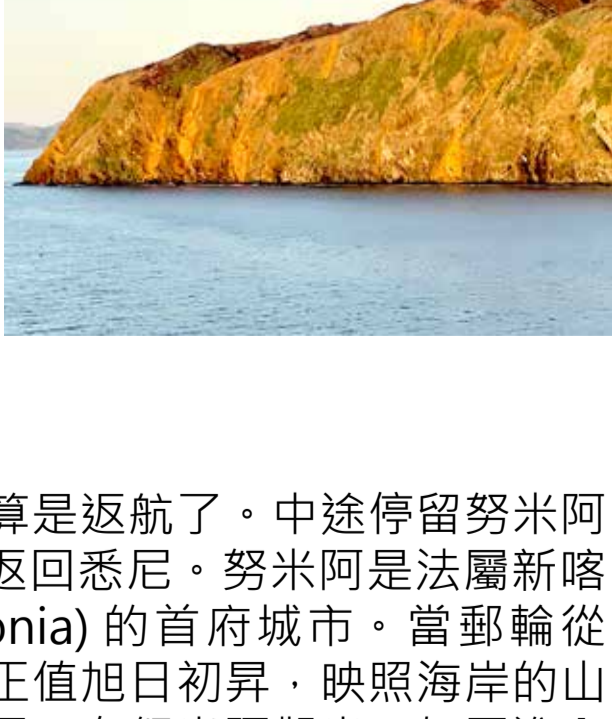 算是返航了。中途停留努米阿
返回悉尼。努米阿是法屬新喀
onia) 的首府城市。當郵輪從
正值旭日初昇，映照海岸的山